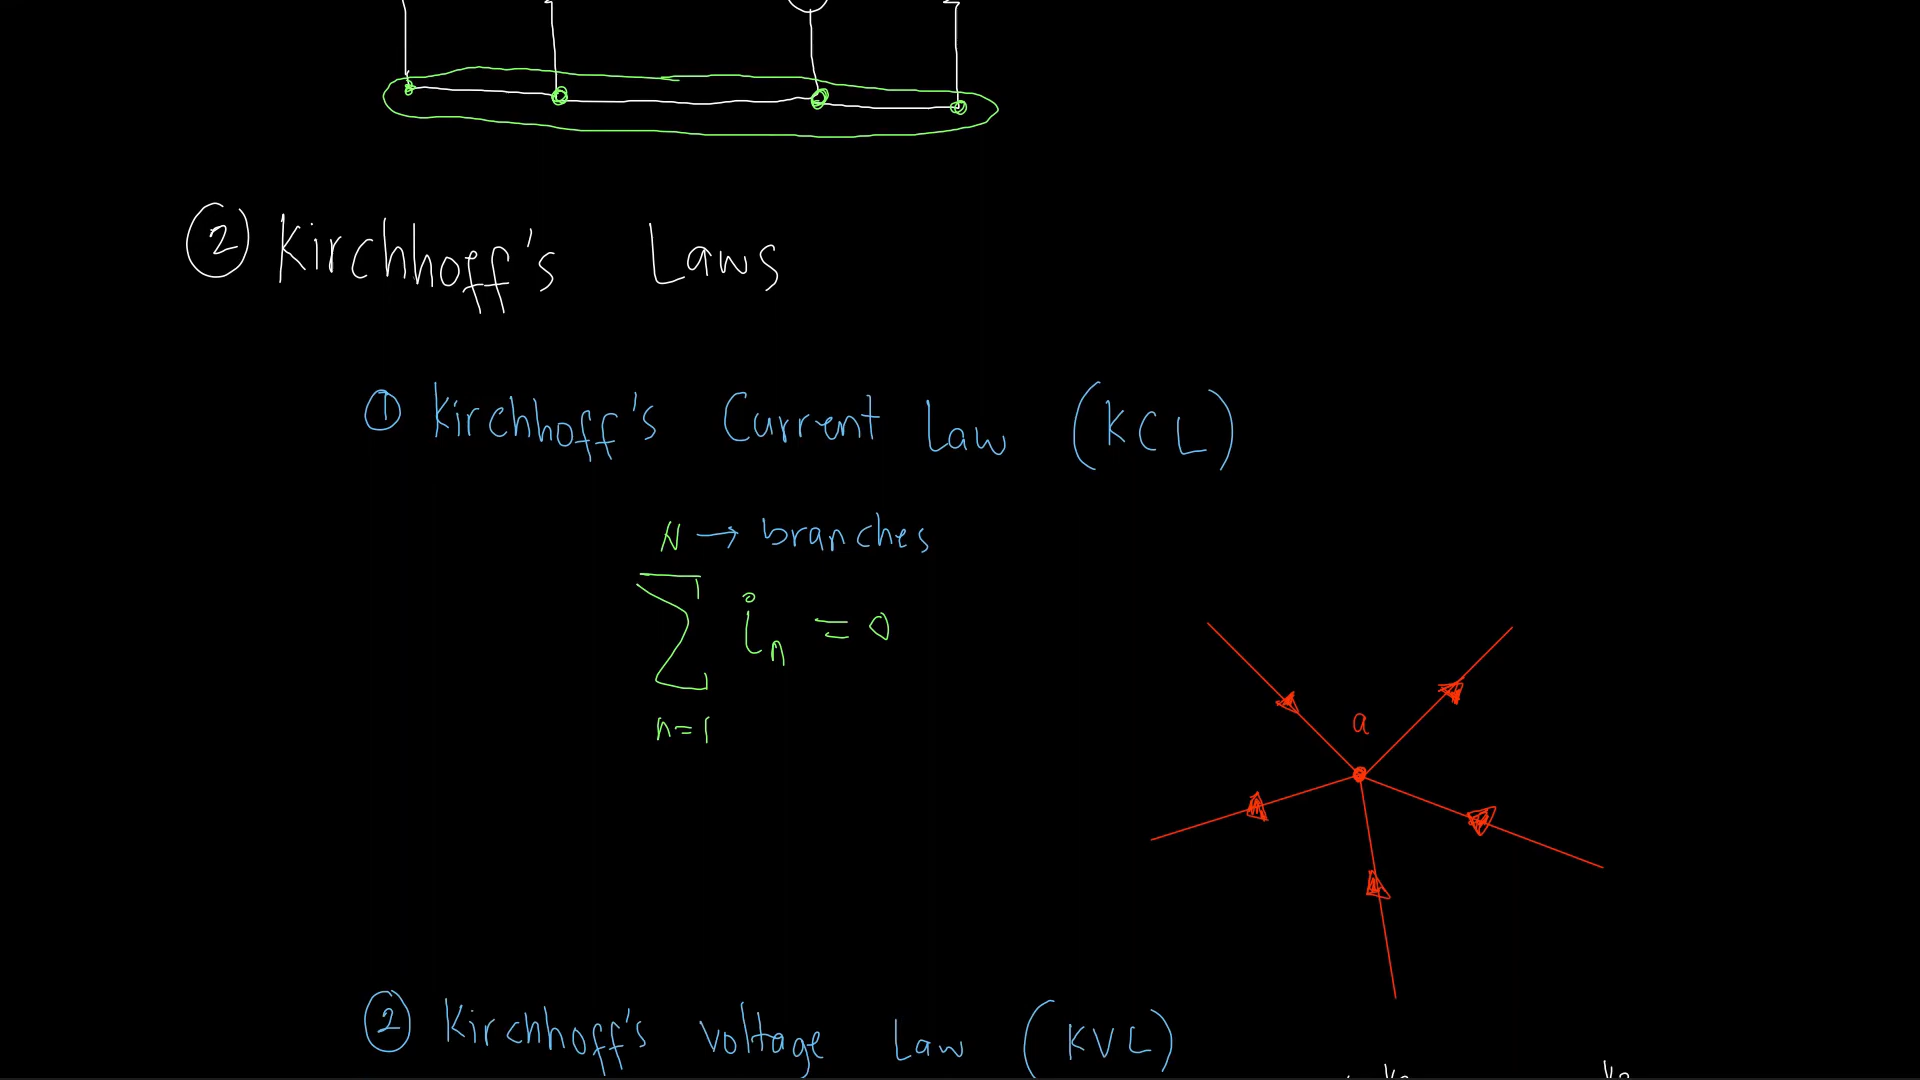 ② Kirchhoff's Laws
① Kirchhoff's Current Law (KCL)
N → branches
∑ iₙ = 0
n=1
a
② Kirchhoff's voltage Law (KVL)